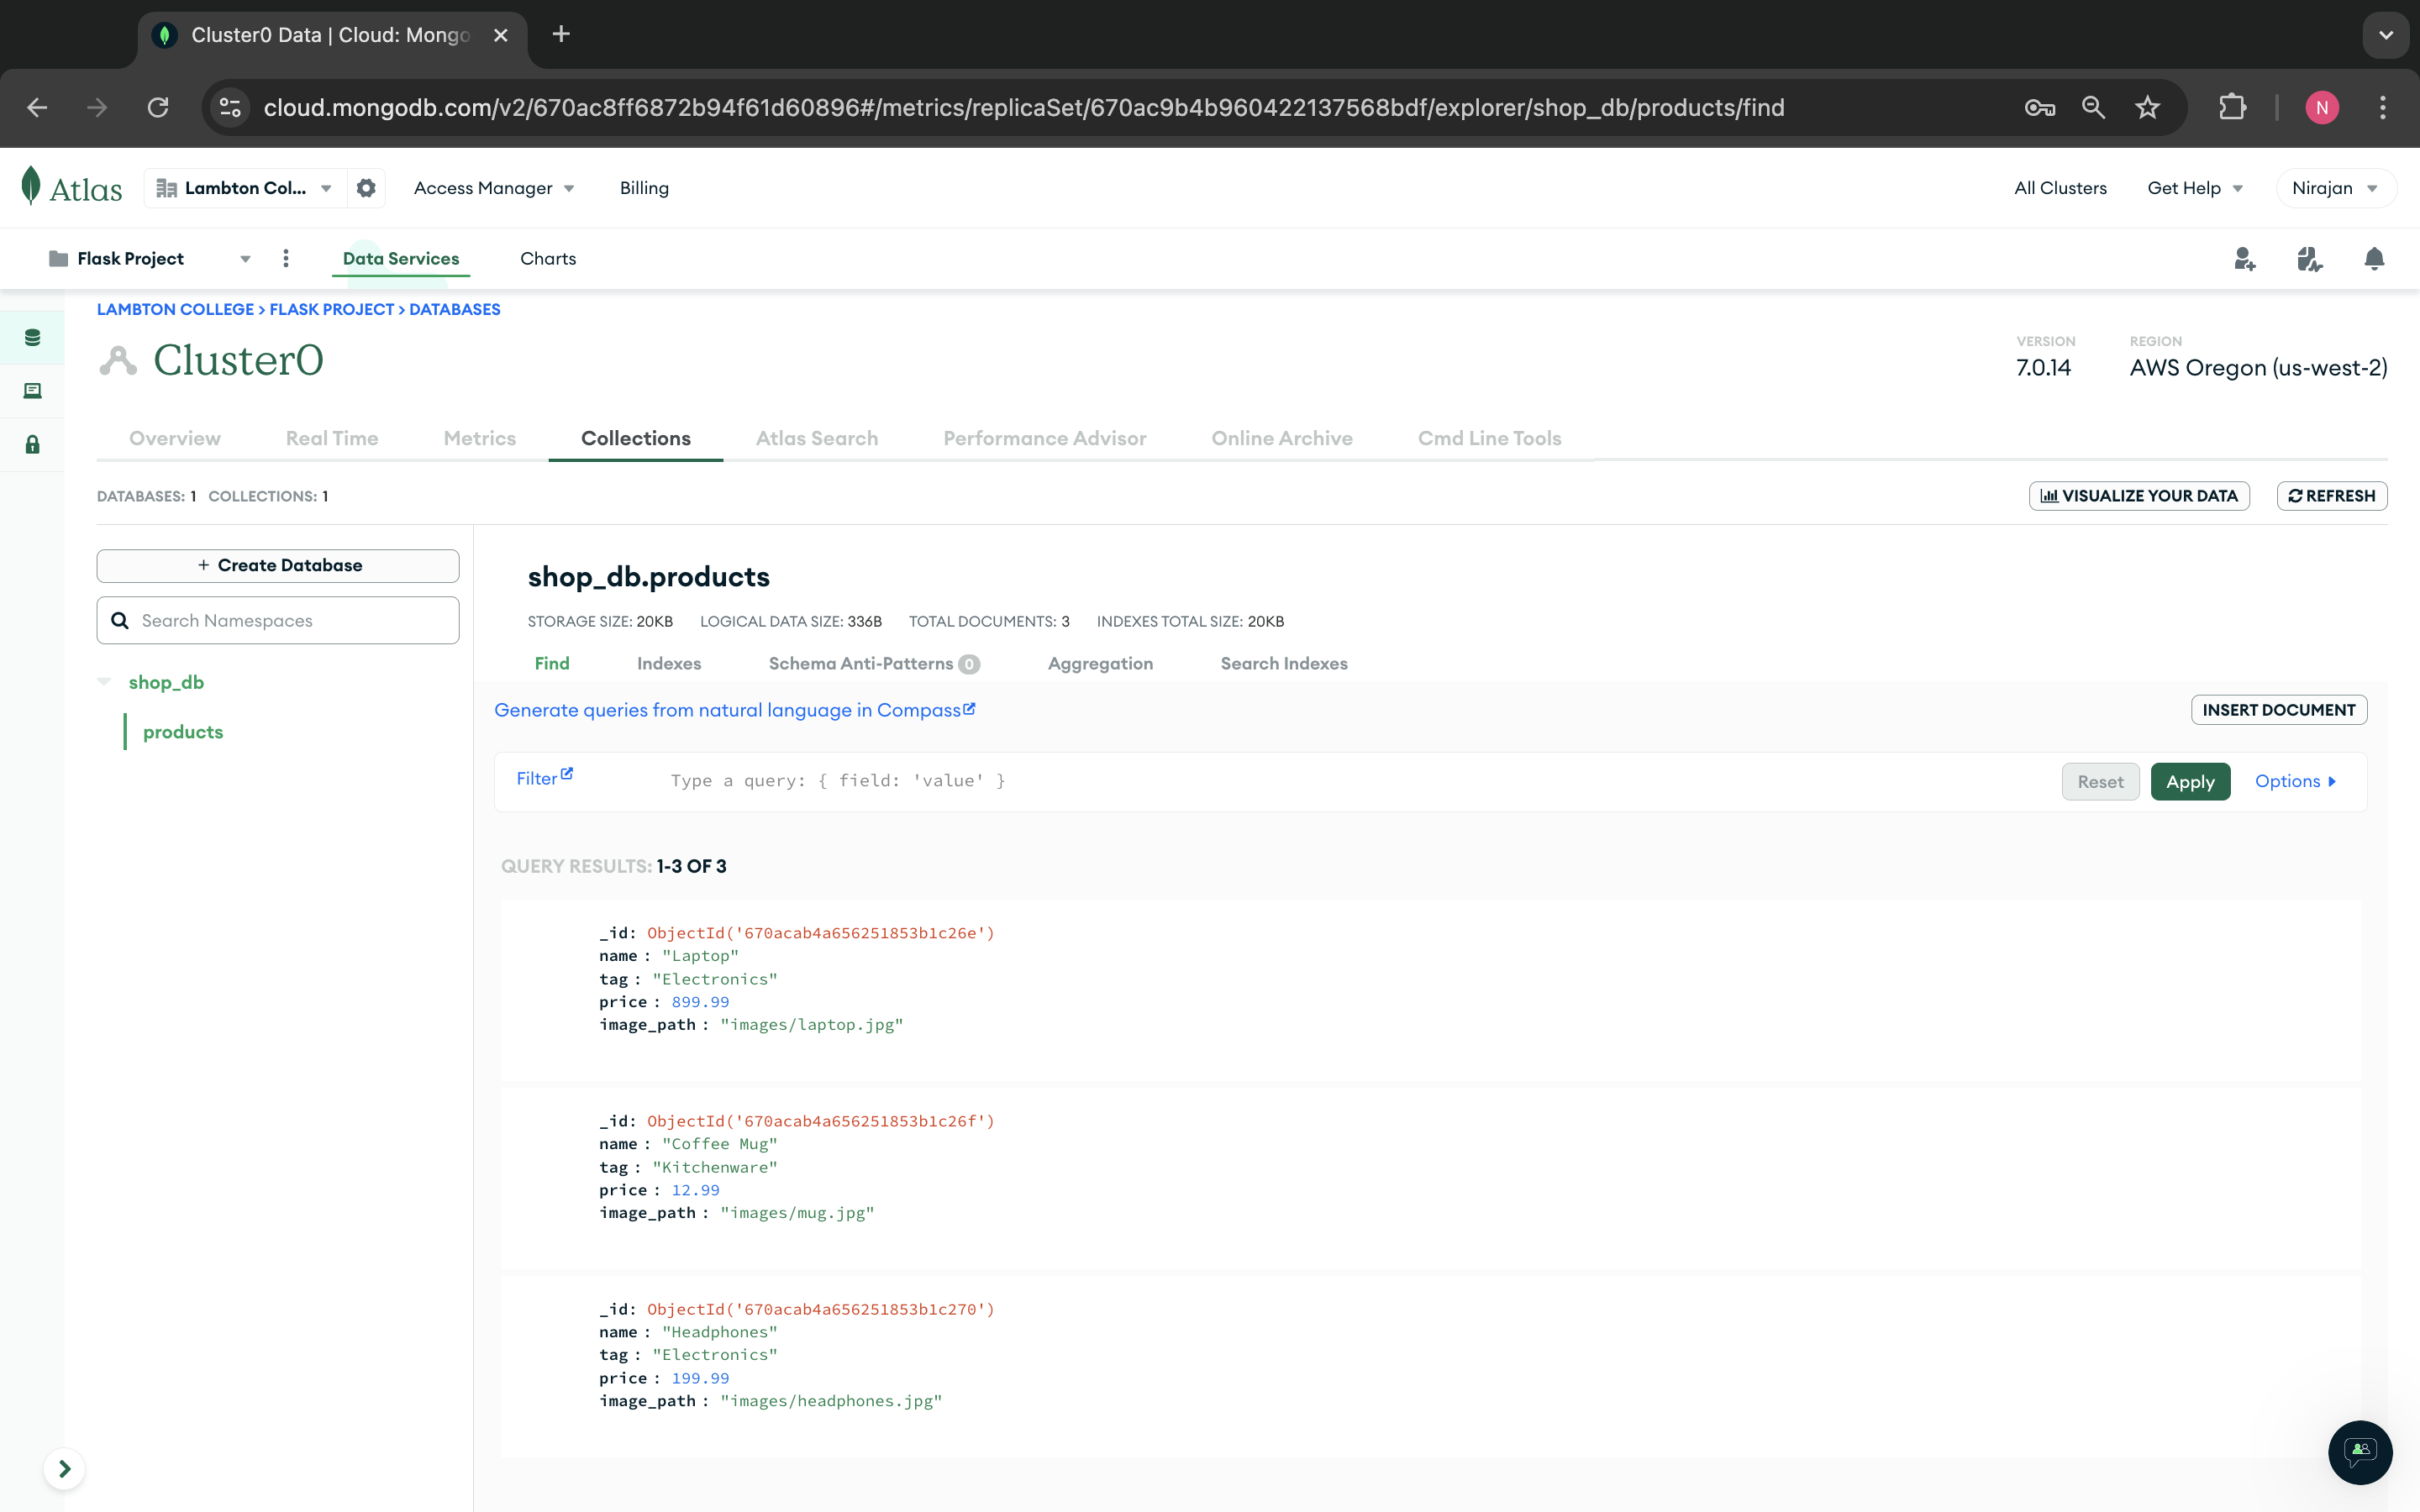 Cluster0 Data | Cloud: Mongo
cloud.mongodb.com/v2/670ac8ff6872b94f61d60896#/metrics/replicaSet/670ac9b4b960422137568bdf/explorer/shop_db/products/find
N
Atlas
Lambton Col...
Access Manager
Billing
All Clusters
Get Help
Nirajan
Flask Project
Data Services
Charts
LAMBTON COLLEGE > FLASK PROJECT > DATABASES
Cluster0
VERSION
7.0.14
REGION
AWS Oregon (us-west-2)
Overview
Real Time
Metrics
Collections
Atlas Search
Performance Advisor
Online Archive
Cmd Line Tools
DATABASES: 1 COLLECTIONS: 1
VISUALIZE YOUR DATA
REFRESH
+ Create Database
Search Namespaces
shop_db
products
shop_db.products
STORAGE SIZE: 20KB LOGICAL DATA SIZE: 336B TOTAL DOCUMENTS: 3 INDEXES TOTAL SIZE: 20KB
Find
Indexes
Schema Anti-Patterns 0
Aggregation
Search Indexes
Generate queries from natural language in Compass
INSERT DOCUMENT
Filter
Type a query: { field: 'value' }
Reset
Apply
Options
QUERY RESULTS: 1-3 OF 3
_id: ObjectId('670acab4a656251853b1c26e')
name : "Laptop"
tag : "Electronics"
price : 899.99
image_path : "images/laptop.jpg"
_id: ObjectId('670acab4a656251853b1c26f')
name : "Coffee Mug"
tag : "Kitchenware"
price : 12.99
image_path : "images/mug.jpg"
_id: ObjectId('670acab4a656251853b1c270')
name : "Headphones"
tag : "Electronics"
price : 199.99
image_path : "images/headphones.jpg"